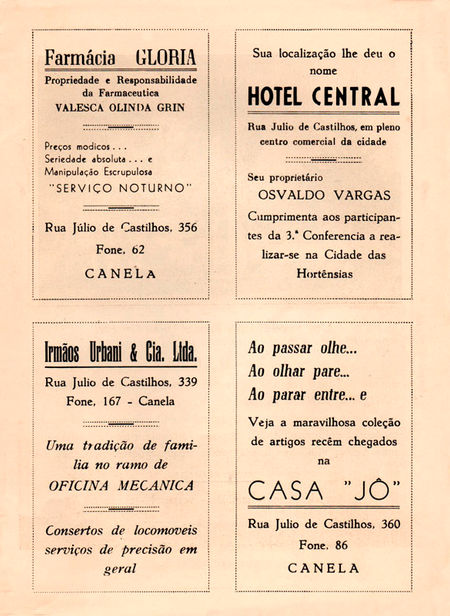 Farmácia GLORIA
Propriedade e Responsabilidade
da Farmaceutica
VALESCA OLINDA GRIN
Preços modicos...
Seriedade absoluta... e
Manipulação Escrupulosa
"SERVIÇO NOTURNO"
Rua Júlio de Castilhos, 356
Fone, 62
CANELA
Sua localização lhe deu o
nome
HOTEL CENTRAL
Rua Julio de Castilhos, em pleno
centro comercial da cidade
Seu proprietário
OSVALDO VARGAS
Cumprimenta aos participan-
tes da 3.ª Conferencia a rea-
lizar-se na Cidade das
Hortênsias
Irmãos Urbani & Cia. Ltda.
Rua Julio de Castilhos, 339
Fone, 167 - Canela
Uma tradição de fami-
lia no ramo de
OFICINA MECANICA
Consertos de locomoveis
serviços de precisão em
geral
Ao passar olhe...
Ao olhar pare...
Ao parar entre... e
Veja a maravilhosa coleção
de artigos recêm chegados
na
CASA "JÔ"
Rua Julio de Castilhos, 360
Fone, 86
CANELA